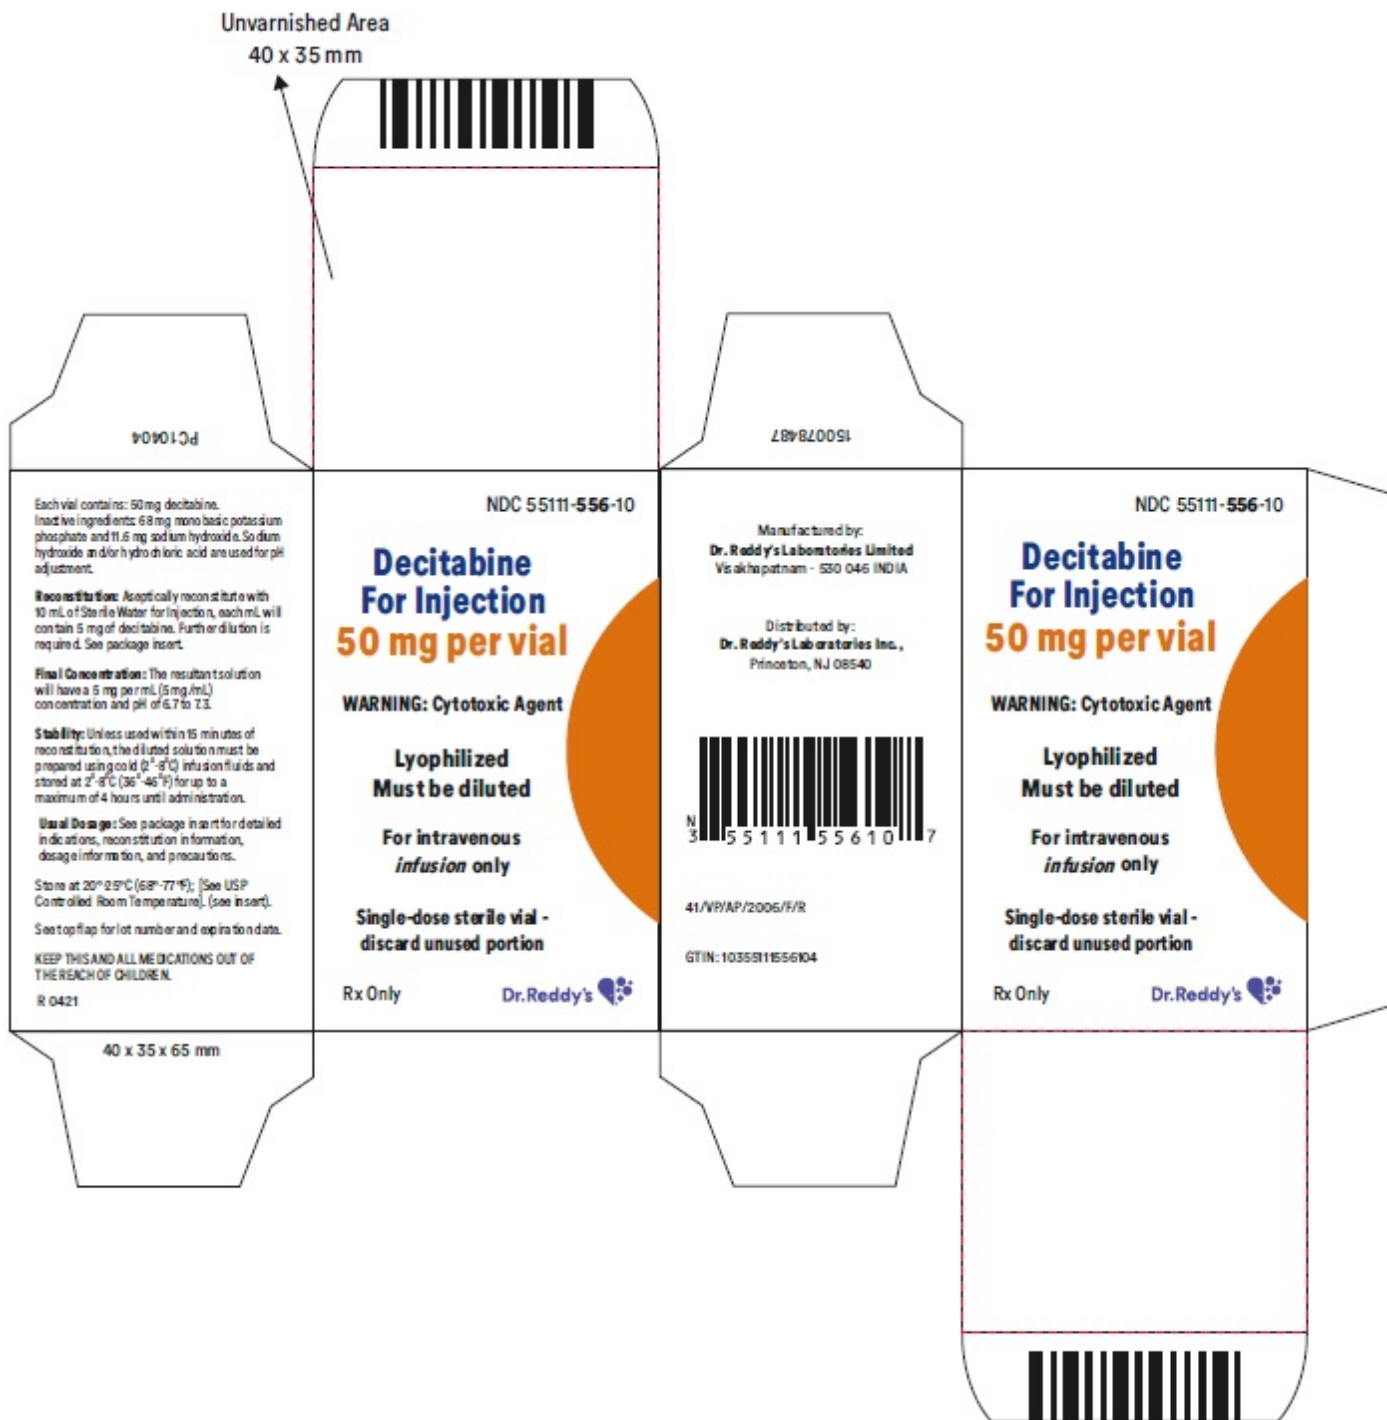 Unvarnished Area
40 x 35 mm
PC10404
150078487
Each vial contains: 50 mg decitabine.
Inactive ingredients: 68 mg monobasic potassium
phosphate and 11.6 mg sodium hydroxide. Sodium
hydroxide and/or hydrochloric acid are used for pH
adjustment.
Reconstitution: Aseptically reconstitute with
10 mL of Sterile Water for Injection, each mL will
contain 5 mg of decitabine. Further dilution is
required. See package insert.
Final Concentration: The resultant solution
will have a 5 mg per mL (5 mg/mL)
concentration and pH of 6.7 to 7.3.
Stability: Unless used within 15 minutes of
reconstitution, the diluted solution must be
prepared using cold (2°-8°C) infusion fluids and
stored at 2°-8°C (36°-46°F) for up to a
maximum of 4 hours until administration.
Usual Dosage: See package insert for detailed
indications, reconstitution information,
dosage information, and precautions.
Store at 20°-25°C (68°-77°F); [See USP
Controlled Room Temperature]. (see insert).
See top flap for lot number and expiration date.
KEEP THIS AND ALL MEDICATIONS OUT OF
THE REACH OF CHILDREN.
R 0421
40 x 35 x 65 mm
NDC 55111-556-10
Decitabine
For Injection
50 mg per vial
WARNING: Cytotoxic Agent
Lyophilized
Must be diluted
For intravenous
infusion only
Single-dose sterile vial -
discard unused portion
Rx Only
Dr.Reddy's
Manufactured by:
Dr. Reddy's Laboratories Limited
Visakhapatnam - 530 046 INDIA
Distributed by:
Dr. Reddy's Laboratories Inc.,
Princeton, NJ 08540
N
3 55111 55610 7
41/VP/AP/2006/F/R
GTIN: 10355111556104
NDC 55111-556-10
Decitabine
For Injection
50 mg per vial
WARNING: Cytotoxic Agent
Lyophilized
Must be diluted
For intravenous
infusion only
Single-dose sterile vial -
discard unused portion
Rx Only
Dr.Reddy's